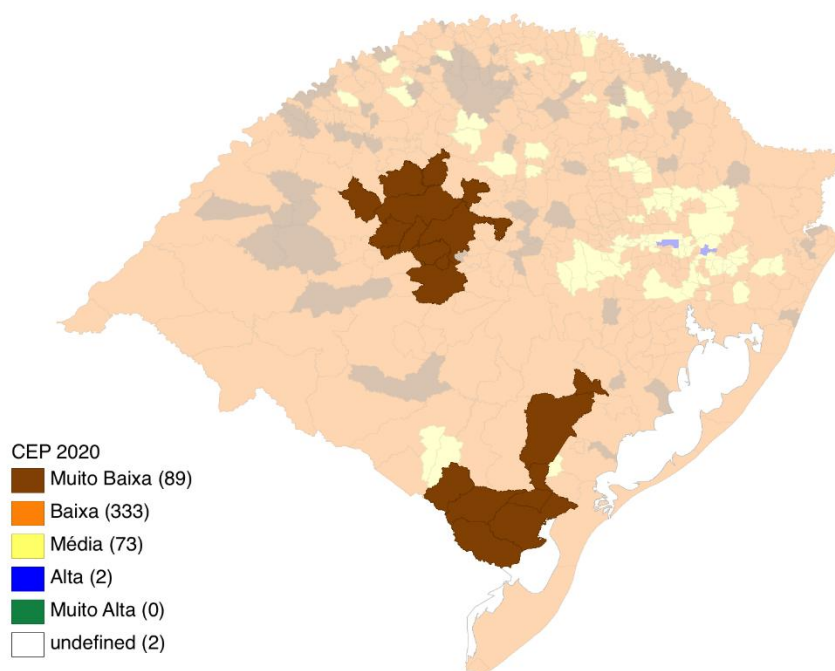 CEP 2020
Muito Baixa (89)
Baixa (333)
Média (73)
Alta (2)
Muito Alta (0)
undefined (2)